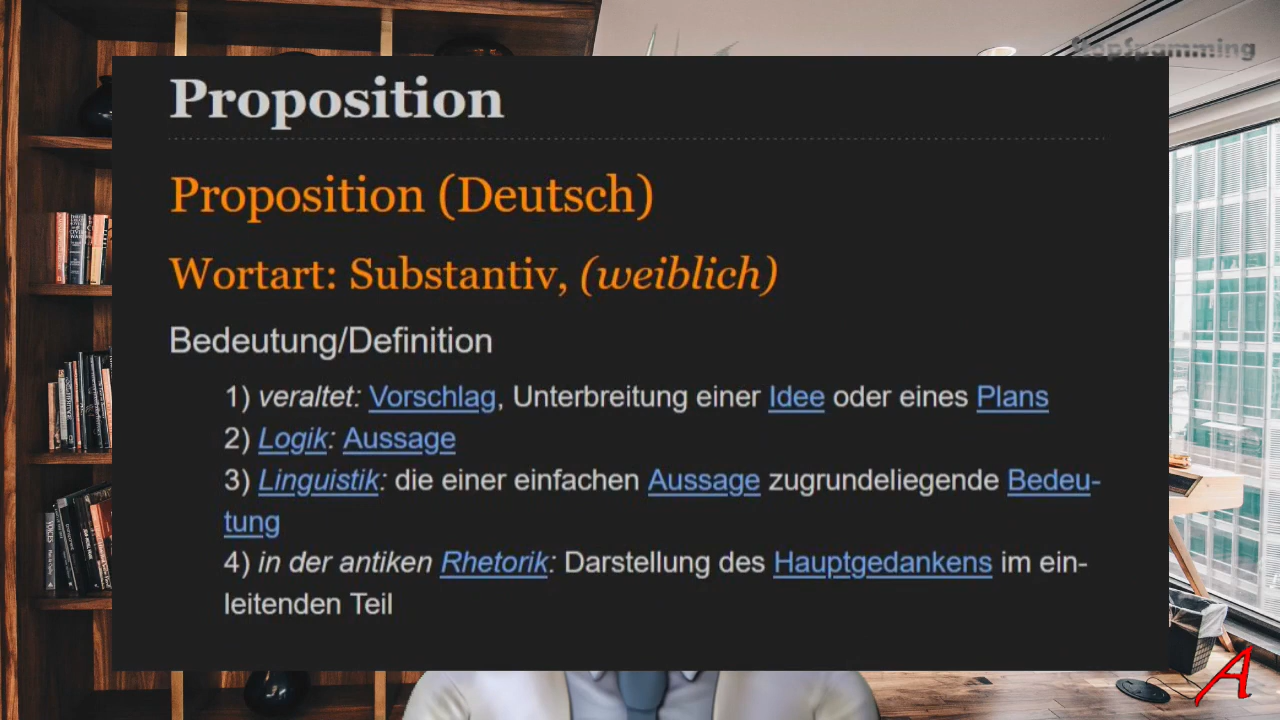 StopSpamming
Proposition
Proposition (Deutsch)
Wortart: Substantiv, (weiblich)
Bedeutung/Definition
1) veraltet: Vorschlag, Unterbreitung einer Idee oder eines Plans
2) Logik: Aussage
3) Linguistik: die einer einfachen Aussage zugrundeliegende Bedeu-
tung
4) in der antiken Rhetorik: Darstellung des Hauptgedankens im ein-
leitenden Teil
A